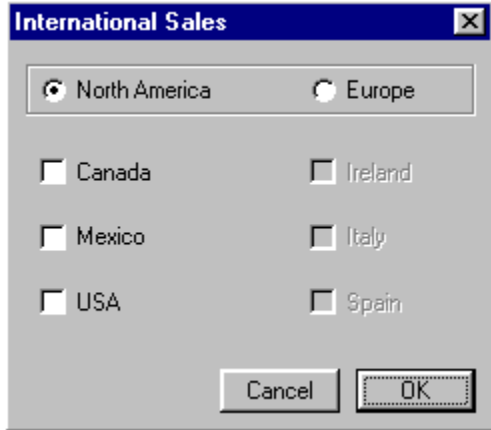 International Sales
North America Europe
Canada Ireland
Mexico Italy
USA Spain
Cancel OK